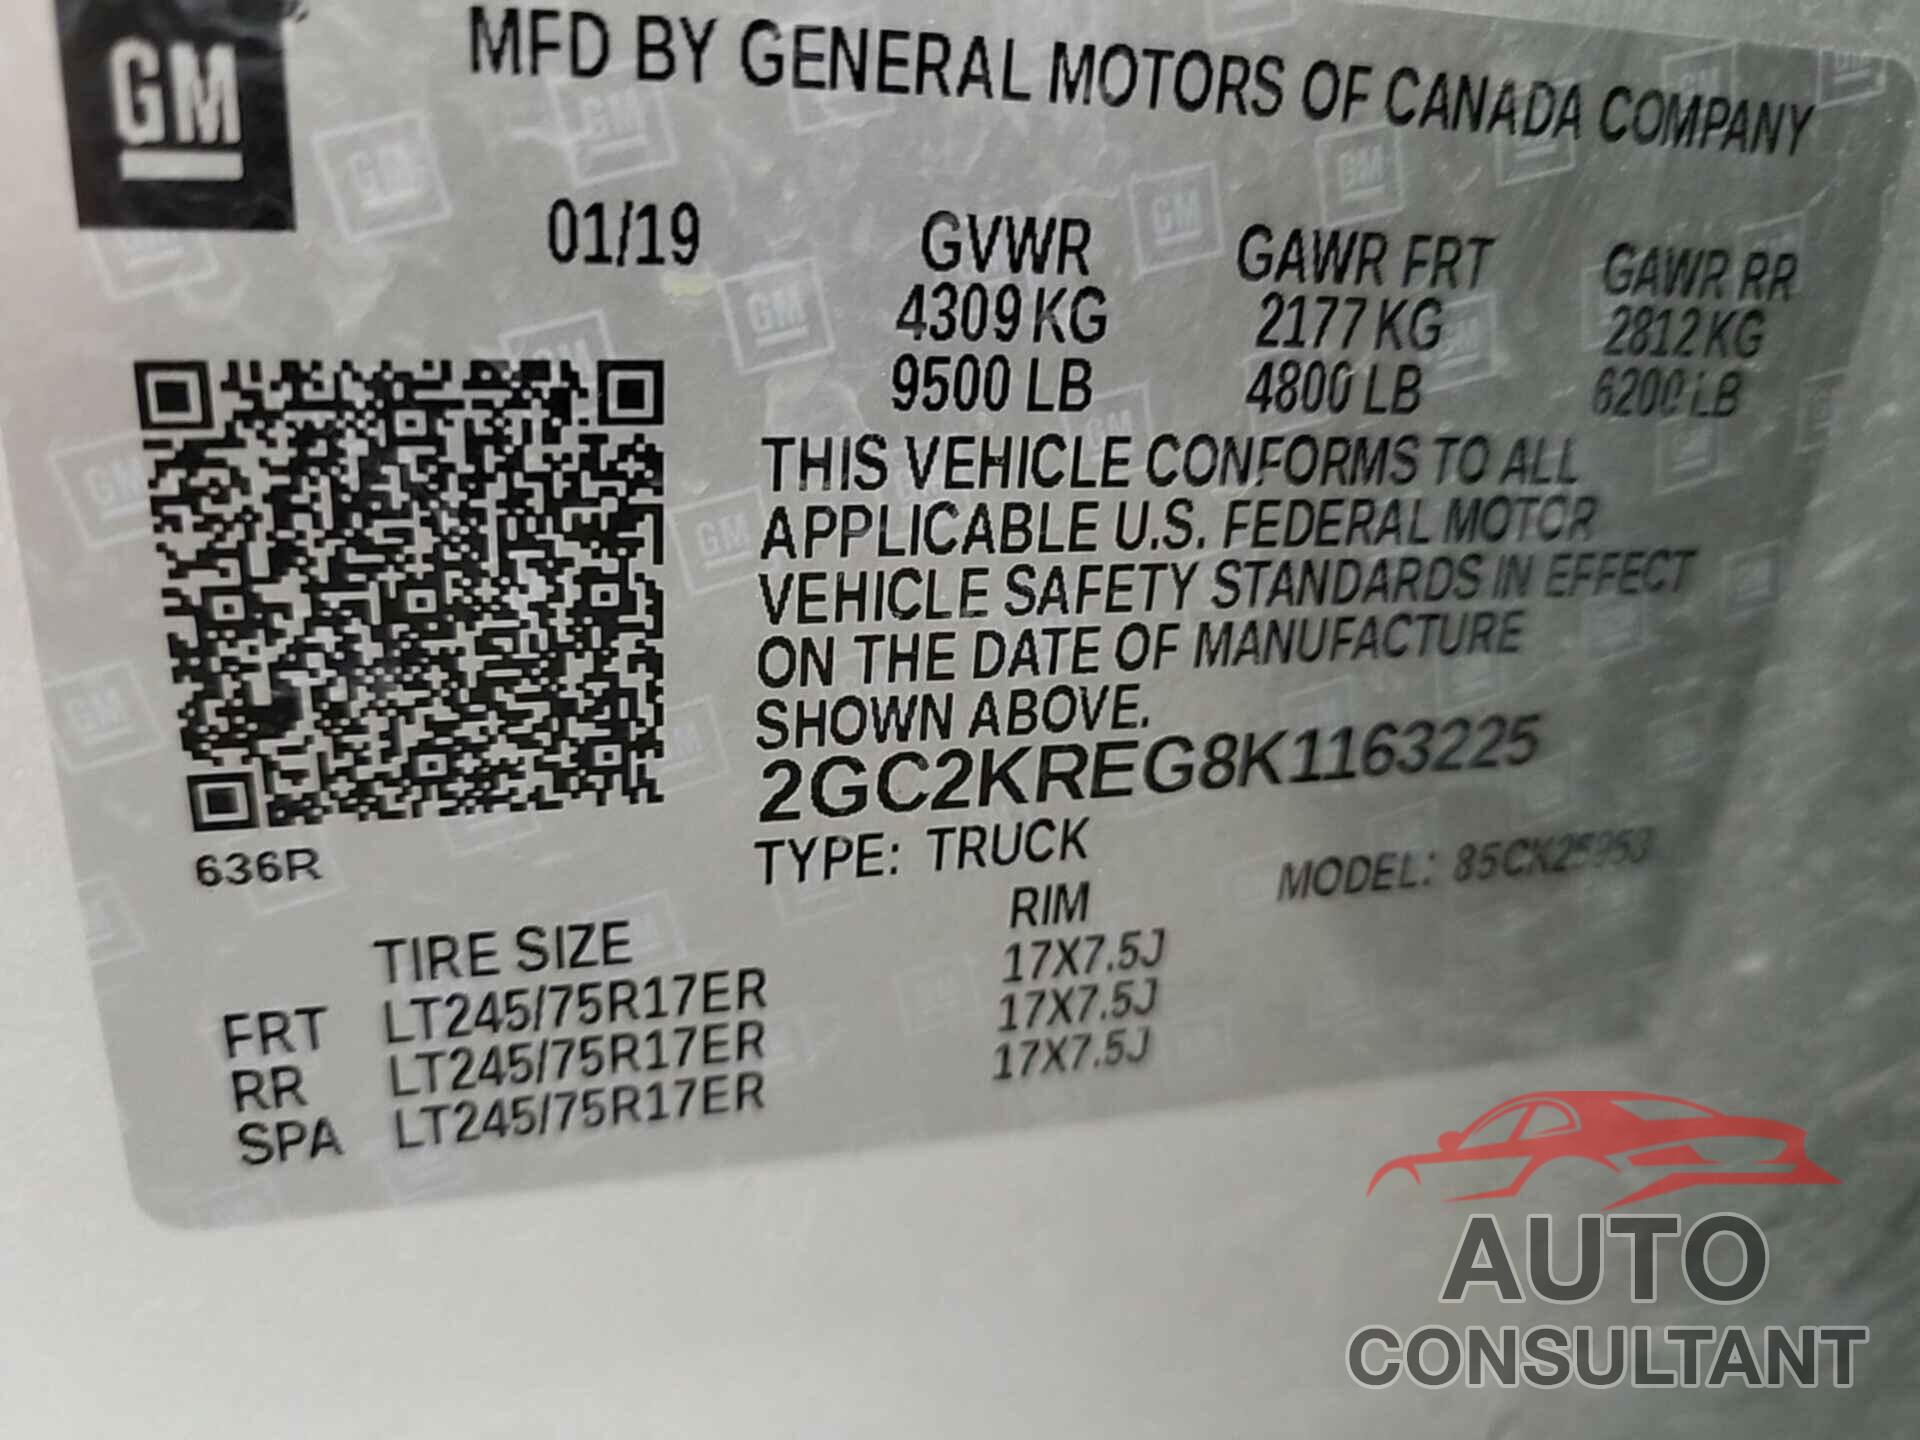 GM
MFD BY GENERAL MOTORS OF CANADA COMPANY
01/19
GVWR GAWR FRT GAWR RR
4309 KG 2177 KG 2812 KG
9500 LB 4800 LB 6200 LB
THIS VEHICLE CONFORMS TO ALL
APPLICABLE U.S. FEDERAL MOTOR
VEHICLE SAFETY STANDARDS IN EFFECT
ON THE DATE OF MANUFACTURE
SHOWN ABOVE.
2GC2KREG8K1163225
636R
TYPE: TRUCK MODEL:
TIRE SIZE RIM
FRT LT245/75R17ER 17X7.5J
RR LT245/75R17ER 17X7.5J
SPA LT245/75R17ER 17X7.5J
AUTO
CONSULTANT